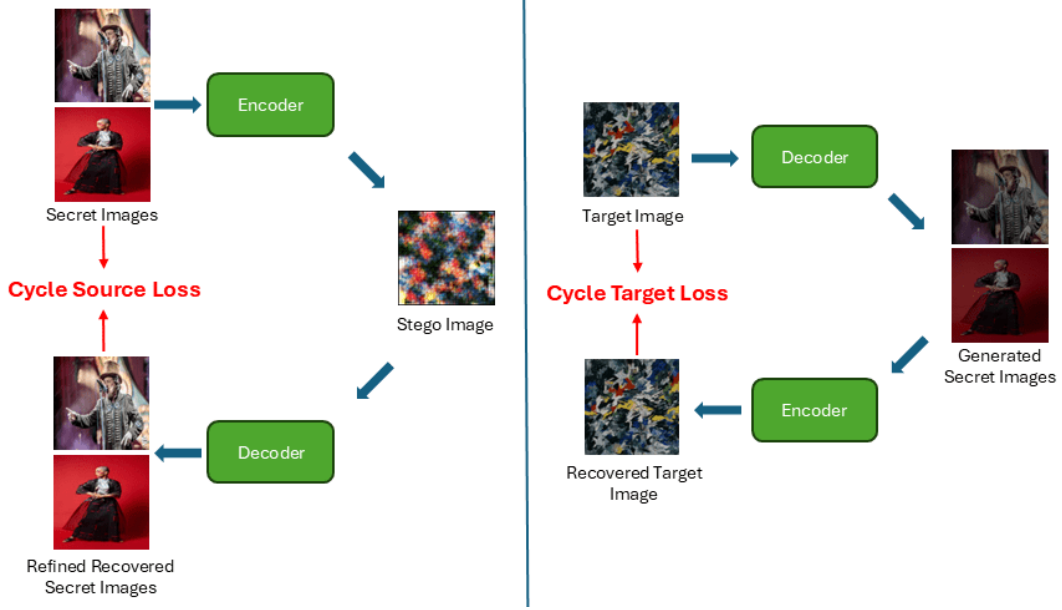 Encoder
Secret Images
Cycle Source Loss
Stego Image
Decoder
Refined Recovered
Secret Images
Target Image
Decoder
Cycle Target Loss
Generated
Secret Images
Encoder
Recovered Target
Image